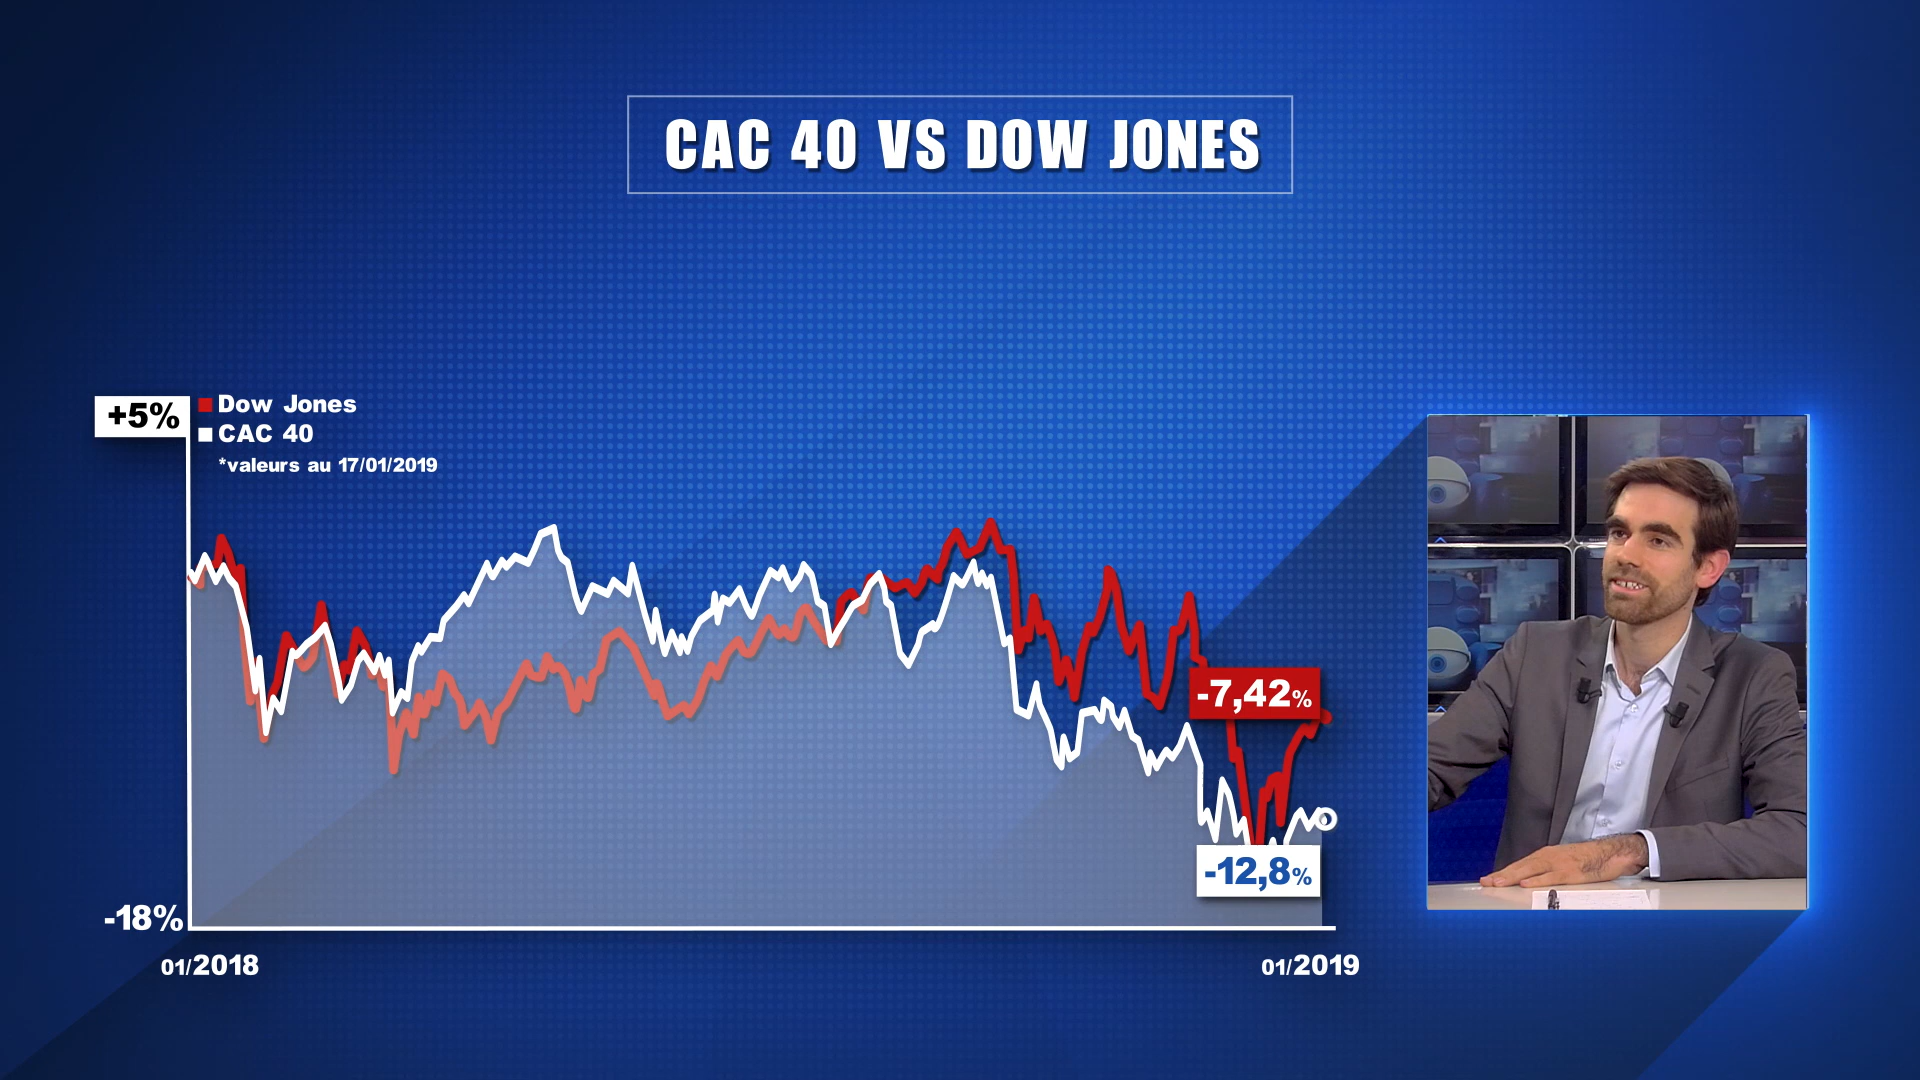 CAC 40 VS DOW JONES
+5%
Dow Jones
CAC 40
*valeurs au 17/01/2019
-7,42%
-12,8%
-18%
01/2018
01/2019